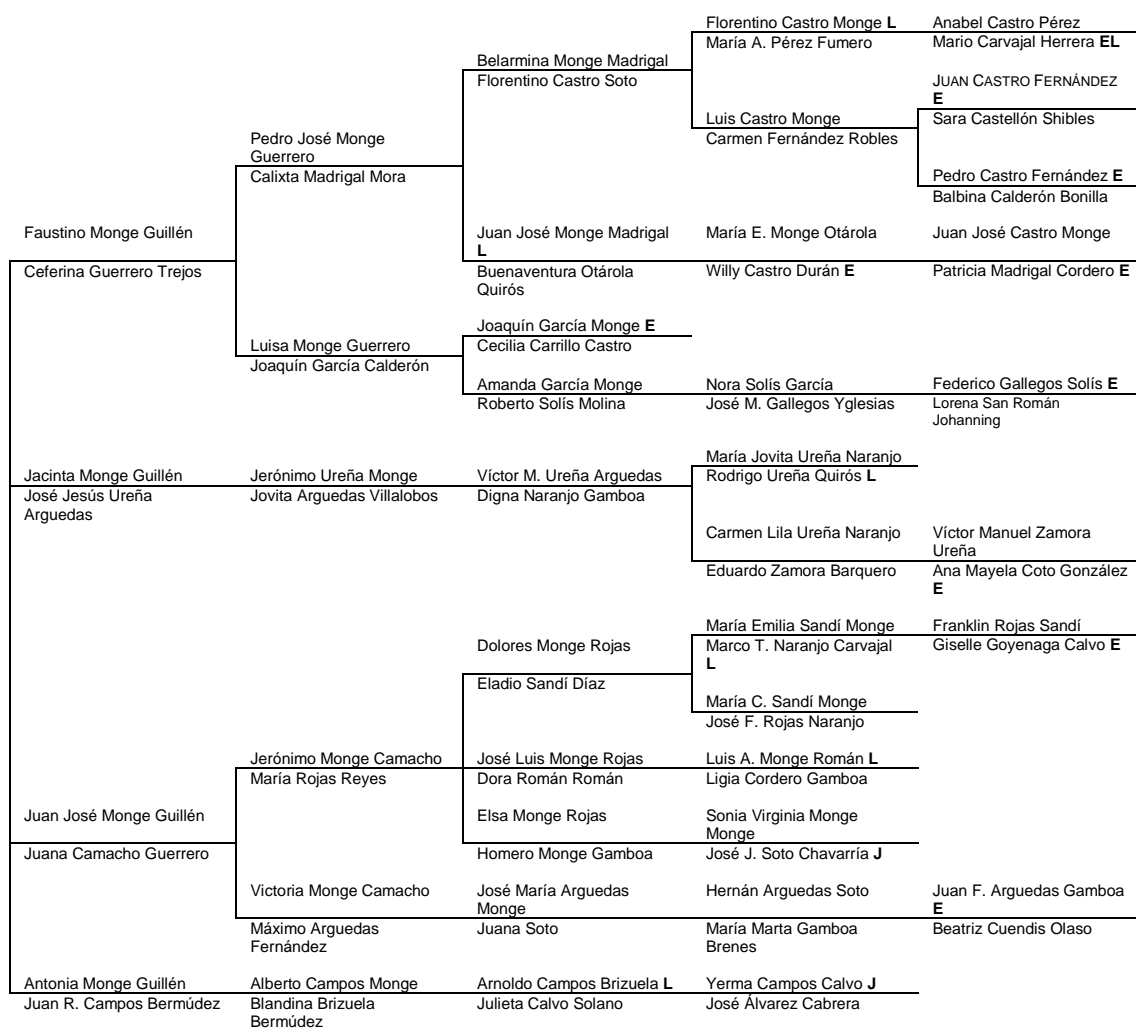 Florentino Castro Monge L
Anabel Castro Pérez
María A. Pérez Fumero
Mario Carvajal Herrera EL
Belarmina Monge Madrigal
Florentino Castro Soto
JUAN CASTRO FERNÁNDEZ
E
Luis Castro Monge
Sara Castellón Shibles
Carmen Fernández Robles
Pedro José Monge
Guerrero
Calixta Madrigal Mora
Pedro Castro Fernández E
Balbina Calderón Bonilla
Faustino Monge Guillén
Ceferina Guerrero Trejos
Juan José Monge Madrigal
L
Buenaventura Otárola
Quirós
María E. Monge Otárola
Willy Castro Durán E
Juan José Castro Monge
Patricia Madrigal Cordero E
Luisa Monge Guerrero
Joaquín García Calderón
Joaquín García Monge E
Cecilia Carrillo Castro
Amanda García Monge
Roberto Solís Molina
Nora Solís García
José M. Gallegos Yglesias
Federico Gallegos Solís E
Lorena San Román
Johanning
Jacinta Monge Guillén
José Jesús Ureña
Arguedas
Jerónimo Ureña Monge
Jovita Arguedas Villalobos
Víctor M. Ureña Arguedas
Digna Naranjo Gamboa
María Jovita Ureña Naranjo
Rodrigo Ureña Quirós L
Carmen Lila Ureña Naranjo
Eduardo Zamora Barquero
Víctor Manuel Zamora
Ureña
Ana Mayela Coto González
E
Dolores Monge Rojas
Eladio Sandí Díaz
María Emilia Sandí Monge
Marco T. Naranjo Carvajal
L
Franklin Rojas Sandí
Giselle Goyenaga Calvo E
María C. Sandí Monge
José F. Rojas Naranjo
Jerónimo Monge Camacho
María Rojas Reyes
José Luis Monge Rojas
Dora Román Román
Luis A. Monge Román L
Ligia Cordero Gamboa
Juan José Monge Guillén
Juana Camacho Guerrero
Elsa Monge Rojas
Homero Monge Gamboa
Sonia Virginia Monge
Monge
José J. Soto Chavarría J
Victoria Monge Camacho
Máximo Arguedas
Fernández
José María Arguedas
Monge
Juana Soto
Hernán Arguedas Soto
María Marta Gamboa
Brenes
Juan F. Arguedas Gamboa
E
Beatriz Cuendis Olaso
Antonia Monge Guillén
Juan R. Campos Bermúdez
Alberto Campos Monge
Blandina Brizuela
Bermúdez
Arnoldo Campos Brizuela L
Julieta Calvo Solano
Yerma Campos Calvo J
José Álvarez Cabrera